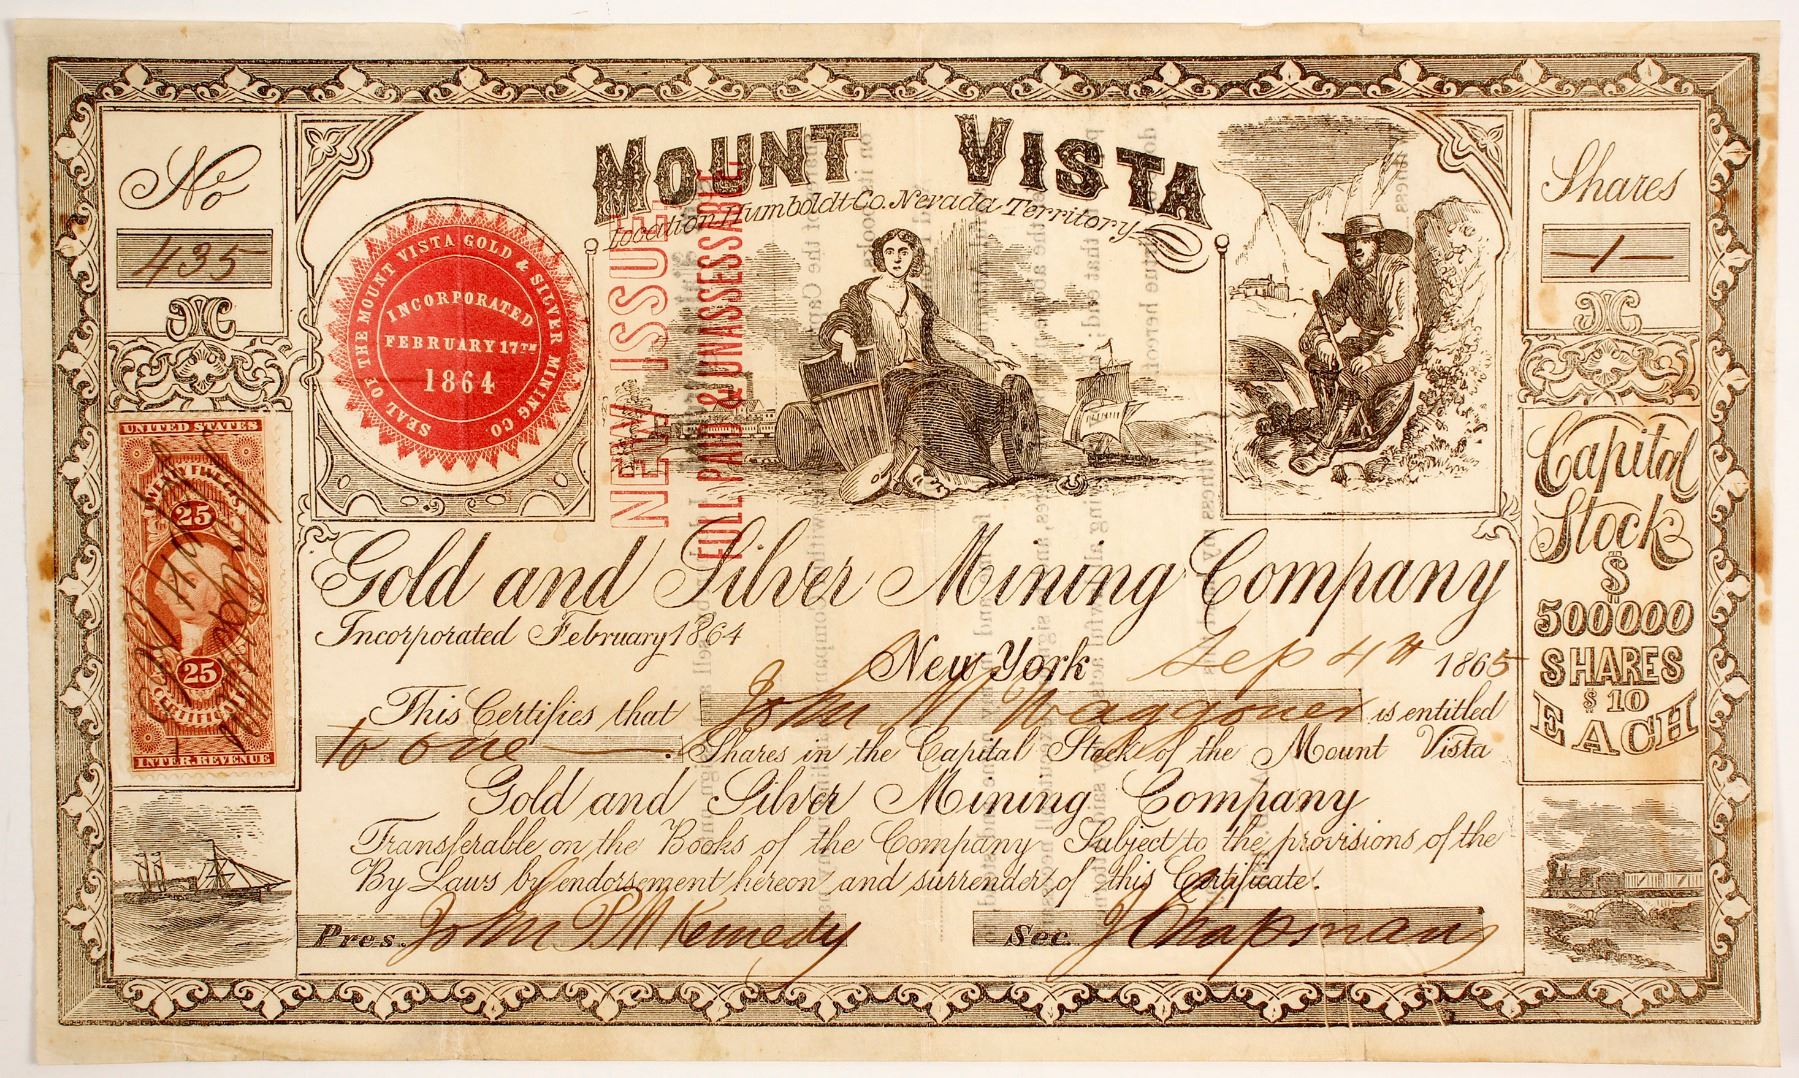 No
435
MOUNT VISTA
Location Humboldt Co. Nevada Territory
Shares
-1-
SEAL OF THE MOUNT VISTA GOLD & SILVER MINING CO
INCORPORATED
FEBRUARY 17TH
1864
NEW ISSUE
FULL PAID & UNASSESSABLE
UNITED STATES
TWENTY FIVE CTS.
25
25
CERTIFICATE
INTER. REVENUE
Capital
Stock
$
500000
SHARES
$10
EACH
Gold and Silver Mining Company
Incorporated February 1864
New York Sep 4th 1865
This Certifies that John M Waggoner is entitled
to one Shares in the Capital Stock of the Mount Vista
Gold and Silver Mining Company
Transferable on the Books of the Company Subject to the provisions of the
By Laws by endorsement hereon and surrender of this Certificate.
Pres. John P McKennedy Sec. J Chapman